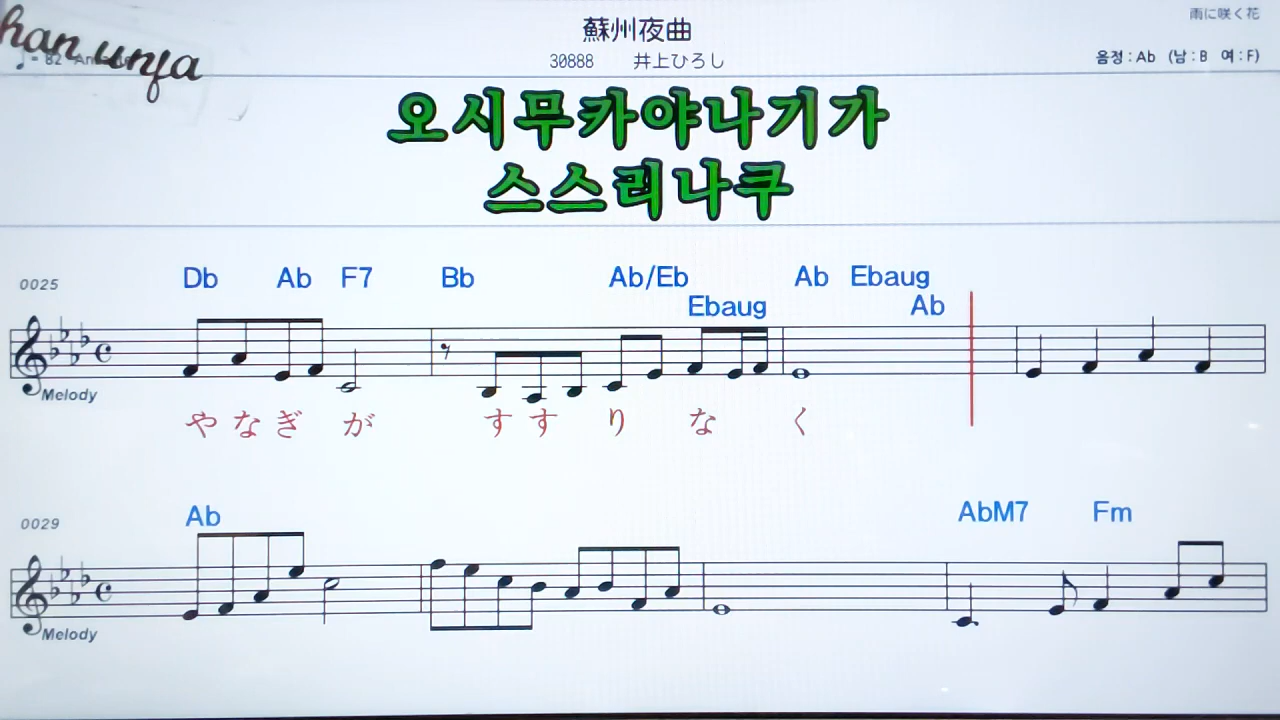 雨に咲く花
蘇州夜曲
han unja
♩= 82
30888 井上ひろし
음정 : Ab (남 : B 여 : F)
오시무카야나기가
스스리나쿠
0025 Db Ab F7 Bb Ab/Eb Ab Ebaug
Ebaug Ab
Melody
や な ぎ が す す り な く
0029 Ab AbM7 Fm
Melody